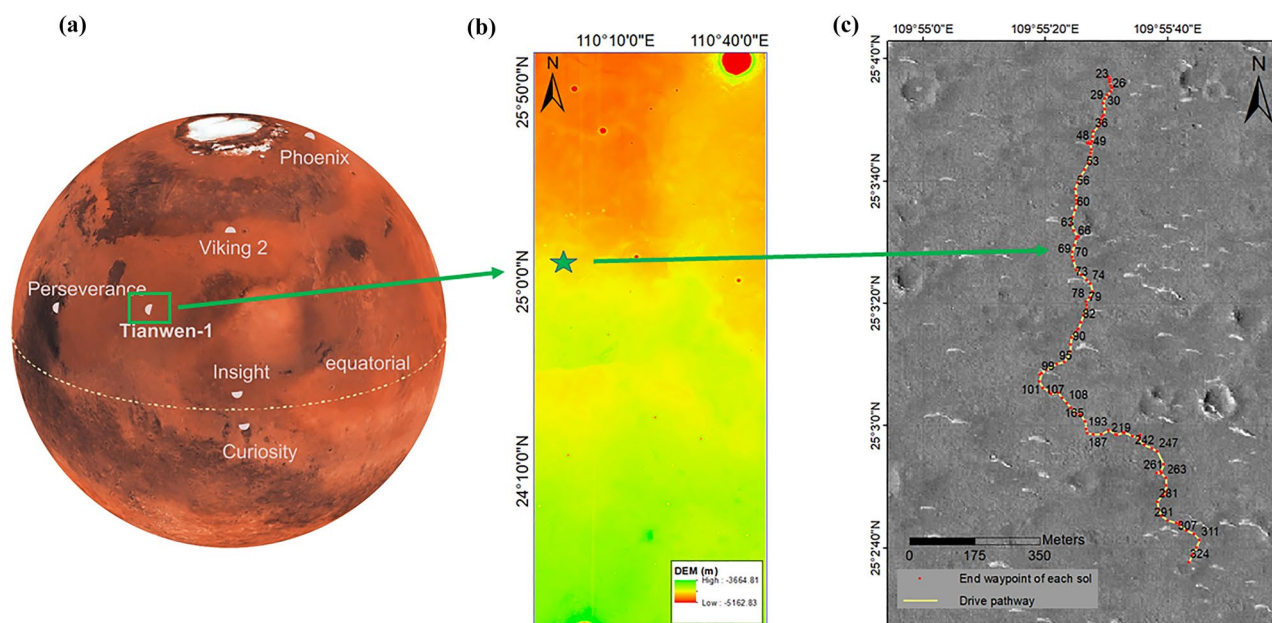 (a)
Phoenix
Viking 2
Perseverance
Tianwen-1
Insight
equatorial
Curiosity
(b)
110°10'0"E 110°40'0"E
N
25°50'0"N
25°0'0"N
24°10'0"N
DEM (m)
High : -3664.81
Low : -5162.83
(c)
109°55'0"E 109°55'20"E 109°55'40"E
N
25°4'0"N
25°3'40"N
25°3'20"N
25°3'0"N
25°2'40"N
23
26
29 30
36
48
49
53
56
60
63
66
69 70
73 74
78 79
82
90
95
99
101 107 108
165
193
187 219
242 247
261 263
281
291
307 311
324
Meters
0 175 350
End waypoint of each sol
Drive pathway